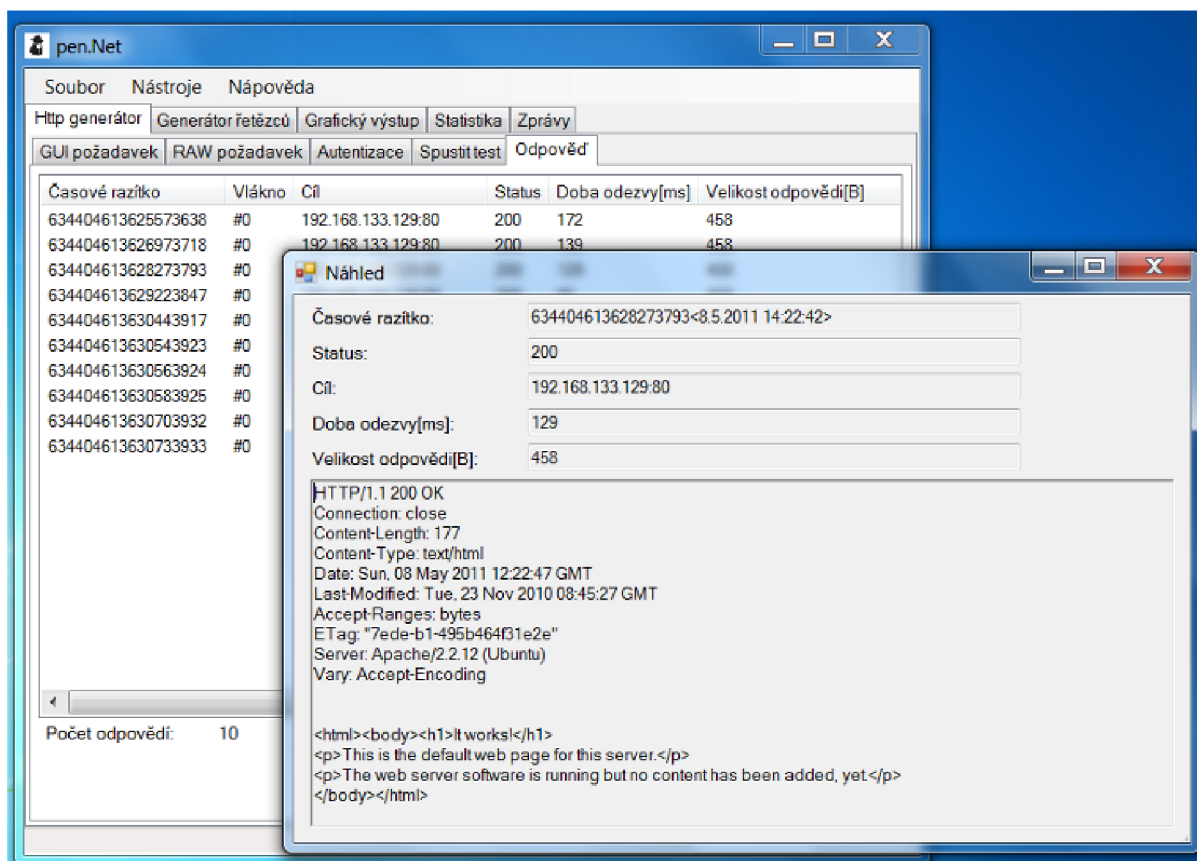 pen.Net
Soubor Nástroje Nápověda
Http generátor Generátor řetězců Grafický výstup Statistika Zprávy
GUI požadavek RAW požadavek Autentizace Spustit test Odpověď
Časové razítko Vlákno Cíl Status Doba odezvy[ms] Velikost odpovědi[B]
634404613625573638 #0 192.168.133.129:80 200 172 458
634404613626973718 #0 192.168.133.129:80 200 139 458
634404613628273793 #0
634404613629223847 #0
634404613630443917 #0
634404613630543923 #0
634404613630563924 #0
634404613630583925 #0
634404613630703932 #0
634404613630733933 #0
Počet odpovědí: 10
Náhled
Časové razítko: 634404613628273793<8.5.2011 14:22:42>
Status: 200
Cíl: 192.168.133.129:80
Doba odezvy[ms]: 129
Velikost odpovědi[B]: 458
HTTP/1.1 200 OK
Connection: close
Content-Length: 177
Content-Type: text/html
Date: Sun, 08 May 2011 12:22:47 GMT
Last-Modified: Tue, 23 Nov 2010 08:45:27 GMT
Accept-Ranges: bytes
ETag: "7ede-b1-495b464f31e2e"
Server: Apache/2.2.12 (Ubuntu)
Vary: Accept-Encoding
<html><body><h1>It works!</h1>
<p>This is the default web page for this server.</p>
<p>The web server software is running but no content has been added, yet.</p>
</body></html>